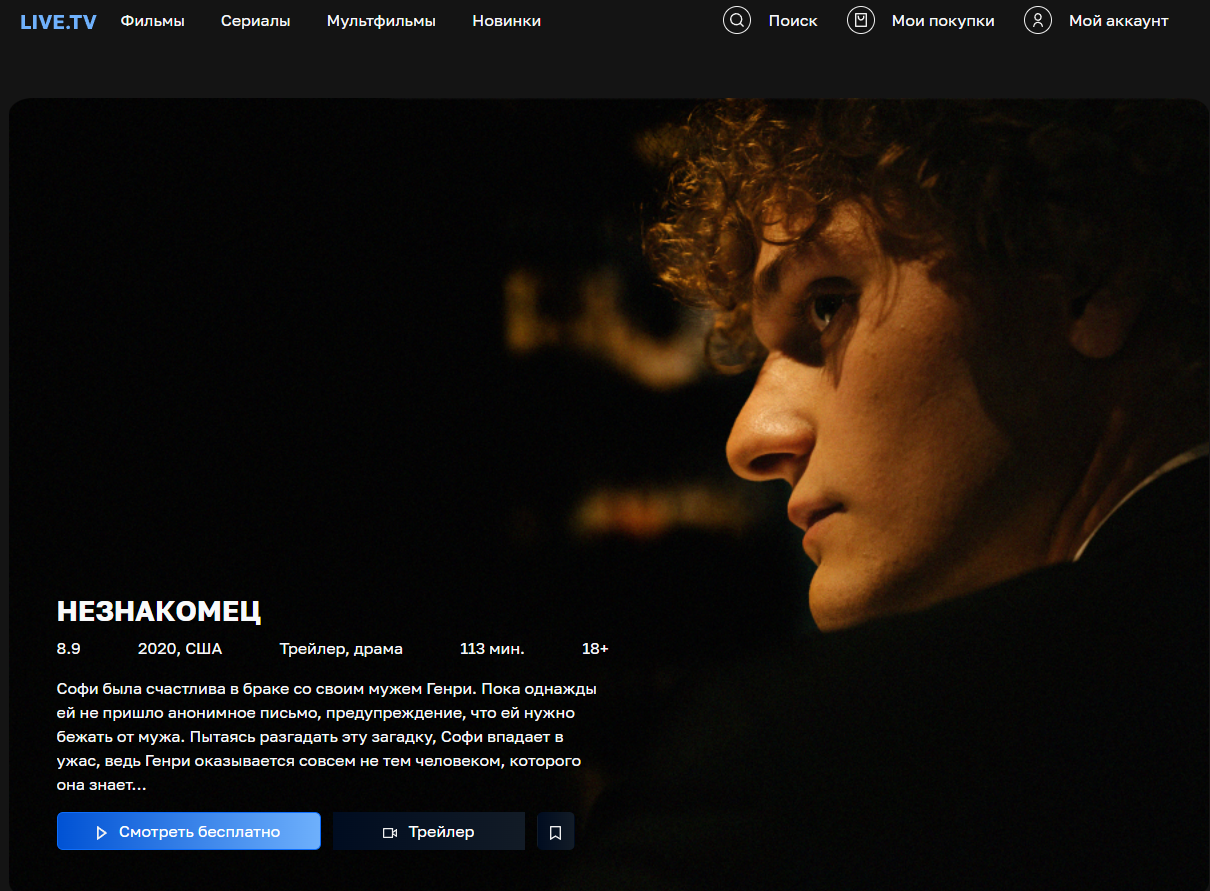 LIVE.TV Фильмы Сериалы Мультфильмы Новинки Поиск Мои покупки Мой аккаунт
НЕЗНАКОМЕЦ
8.9 2020, США Трейлер, драма 113 мин. 18+
Софи была счастлива в браке со своим мужем Генри. Пока однажды
ей не пришло анонимное письмо, предупреждение, что ей нужно
бежать от мужа. Пытаясь разгадать эту загадку, Софи впадает в
ужас, ведь Генри оказывается совсем не тем человеком, которого
она знает...
Смотреть бесплатно Трейлер